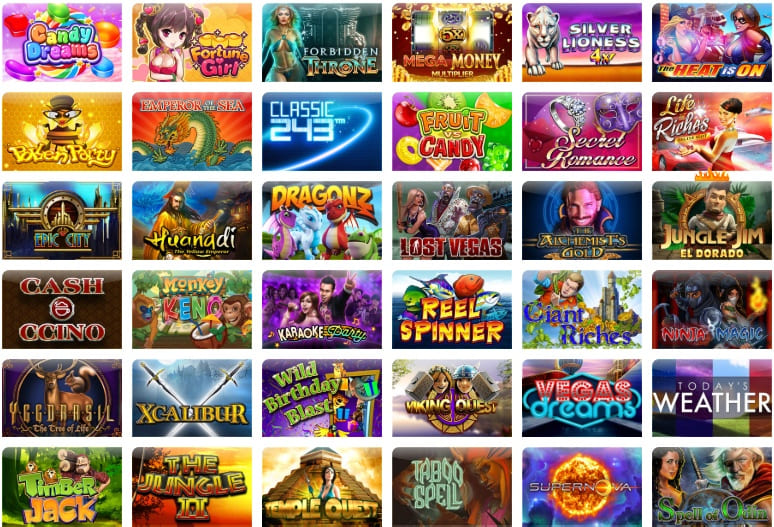 Candy
Dreams
Fortune
Girl
FORBIDDEN
THRONE
2X
5X
MEGA MONEY
MULTIPLIER
SILVER
LIONESS
4X
The HEAT is ON
Poker Party
EMPEROR OF THE SEA
CLASSIC
243™
FRUIT
VS
CANDY
Secret
Romance
Life
of
Riches
EPIC CITY
Huangdi
The Yellow Emperor
DRAGONZ
LOST VEGAS
THE
ALCHEMIST'S
GOLD
JUNGLE JIM
EL DORADO
CASH
CCINO
Monkey
KENO
KARAOKE Party
REEL
SPINNER
Giant
Riches
NINJA MAGIC
YGGDRASIL
The Tree of Life
XCALIBUR
Wild
Birthday
Blast
VIKING QUEST
VEGAS
dreams
TODAY'S
WEATHER
Timber
Jack
THE
JUNGLE
II
TEMPLE QUEST
TABOO
SPELL
SUPERNOVA
Spell of Odin